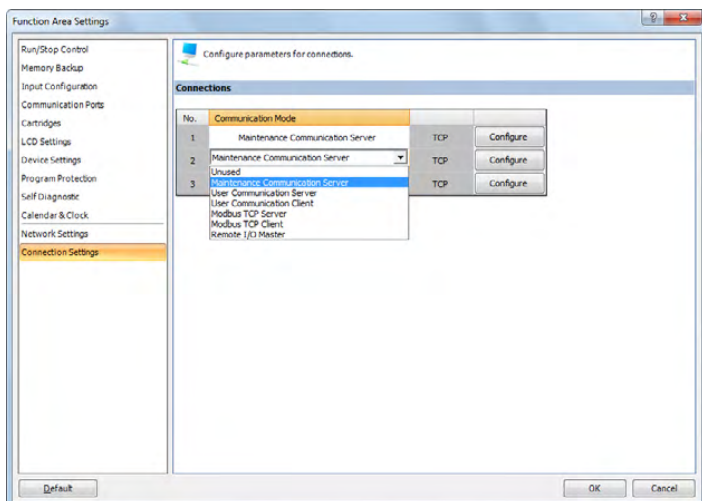 Function Area Settings
?
Run/Stop Control
Memory Backup
Input Configuration
Communication Ports
Cartridges
LCD Settings
Device Settings
Program Protection
Self Diagnostic
Calendar & Clock
Network Settings
Connection Settings
Configure parameters for connections.
Connections
No. Communication Mode
1 Maintenance Communication Server TCP Configure
2 Maintenance Communication Server TCP Configure
3 TCP Configure
Unused
Maintenance Communication Server
User Communication Server
User Communication Client
Modbus TCP Server
Modbus TCP Client
Remote I/O Master
Default OK Cancel